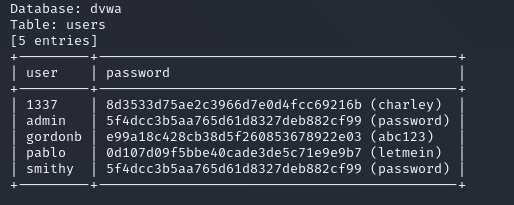 Database: dvwa
Table: users
[5 entries]
+---------+---------------------------------------------+
| user    | password                                    |
+---------+---------------------------------------------+
| 1337    | 8d3533d75ae2c3966d7e0d4fcc69216b (charley)  |
| admin   | 5f4dcc3b5aa765d61d8327deb882cf99 (password) |
| gordonb | e99a18c428cb38d5f260853678922e03 (abc123)   |
| pablo   | 0d107d09f5bbe40cade3de5c71e9e9b7 (letmein)  |
| smithy  | 5f4dcc3b5aa765d61d8327deb882cf99 (password) |
+---------+---------------------------------------------+